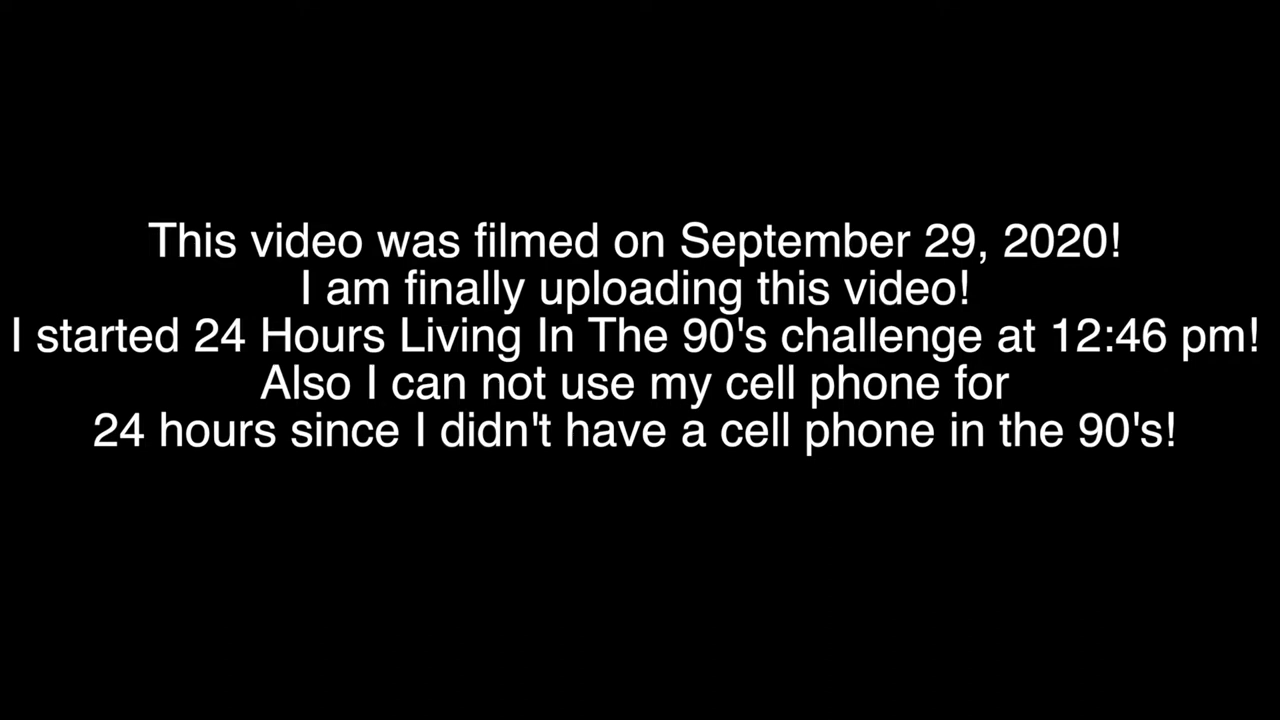 This video was filmed on September 29, 2020!
I am finally uploading this video!
I started 24 Hours Living In The 90's challenge at 12:46 pm!
Also I can not use my cell phone for
24 hours since I didn't have a cell phone in the 90's!